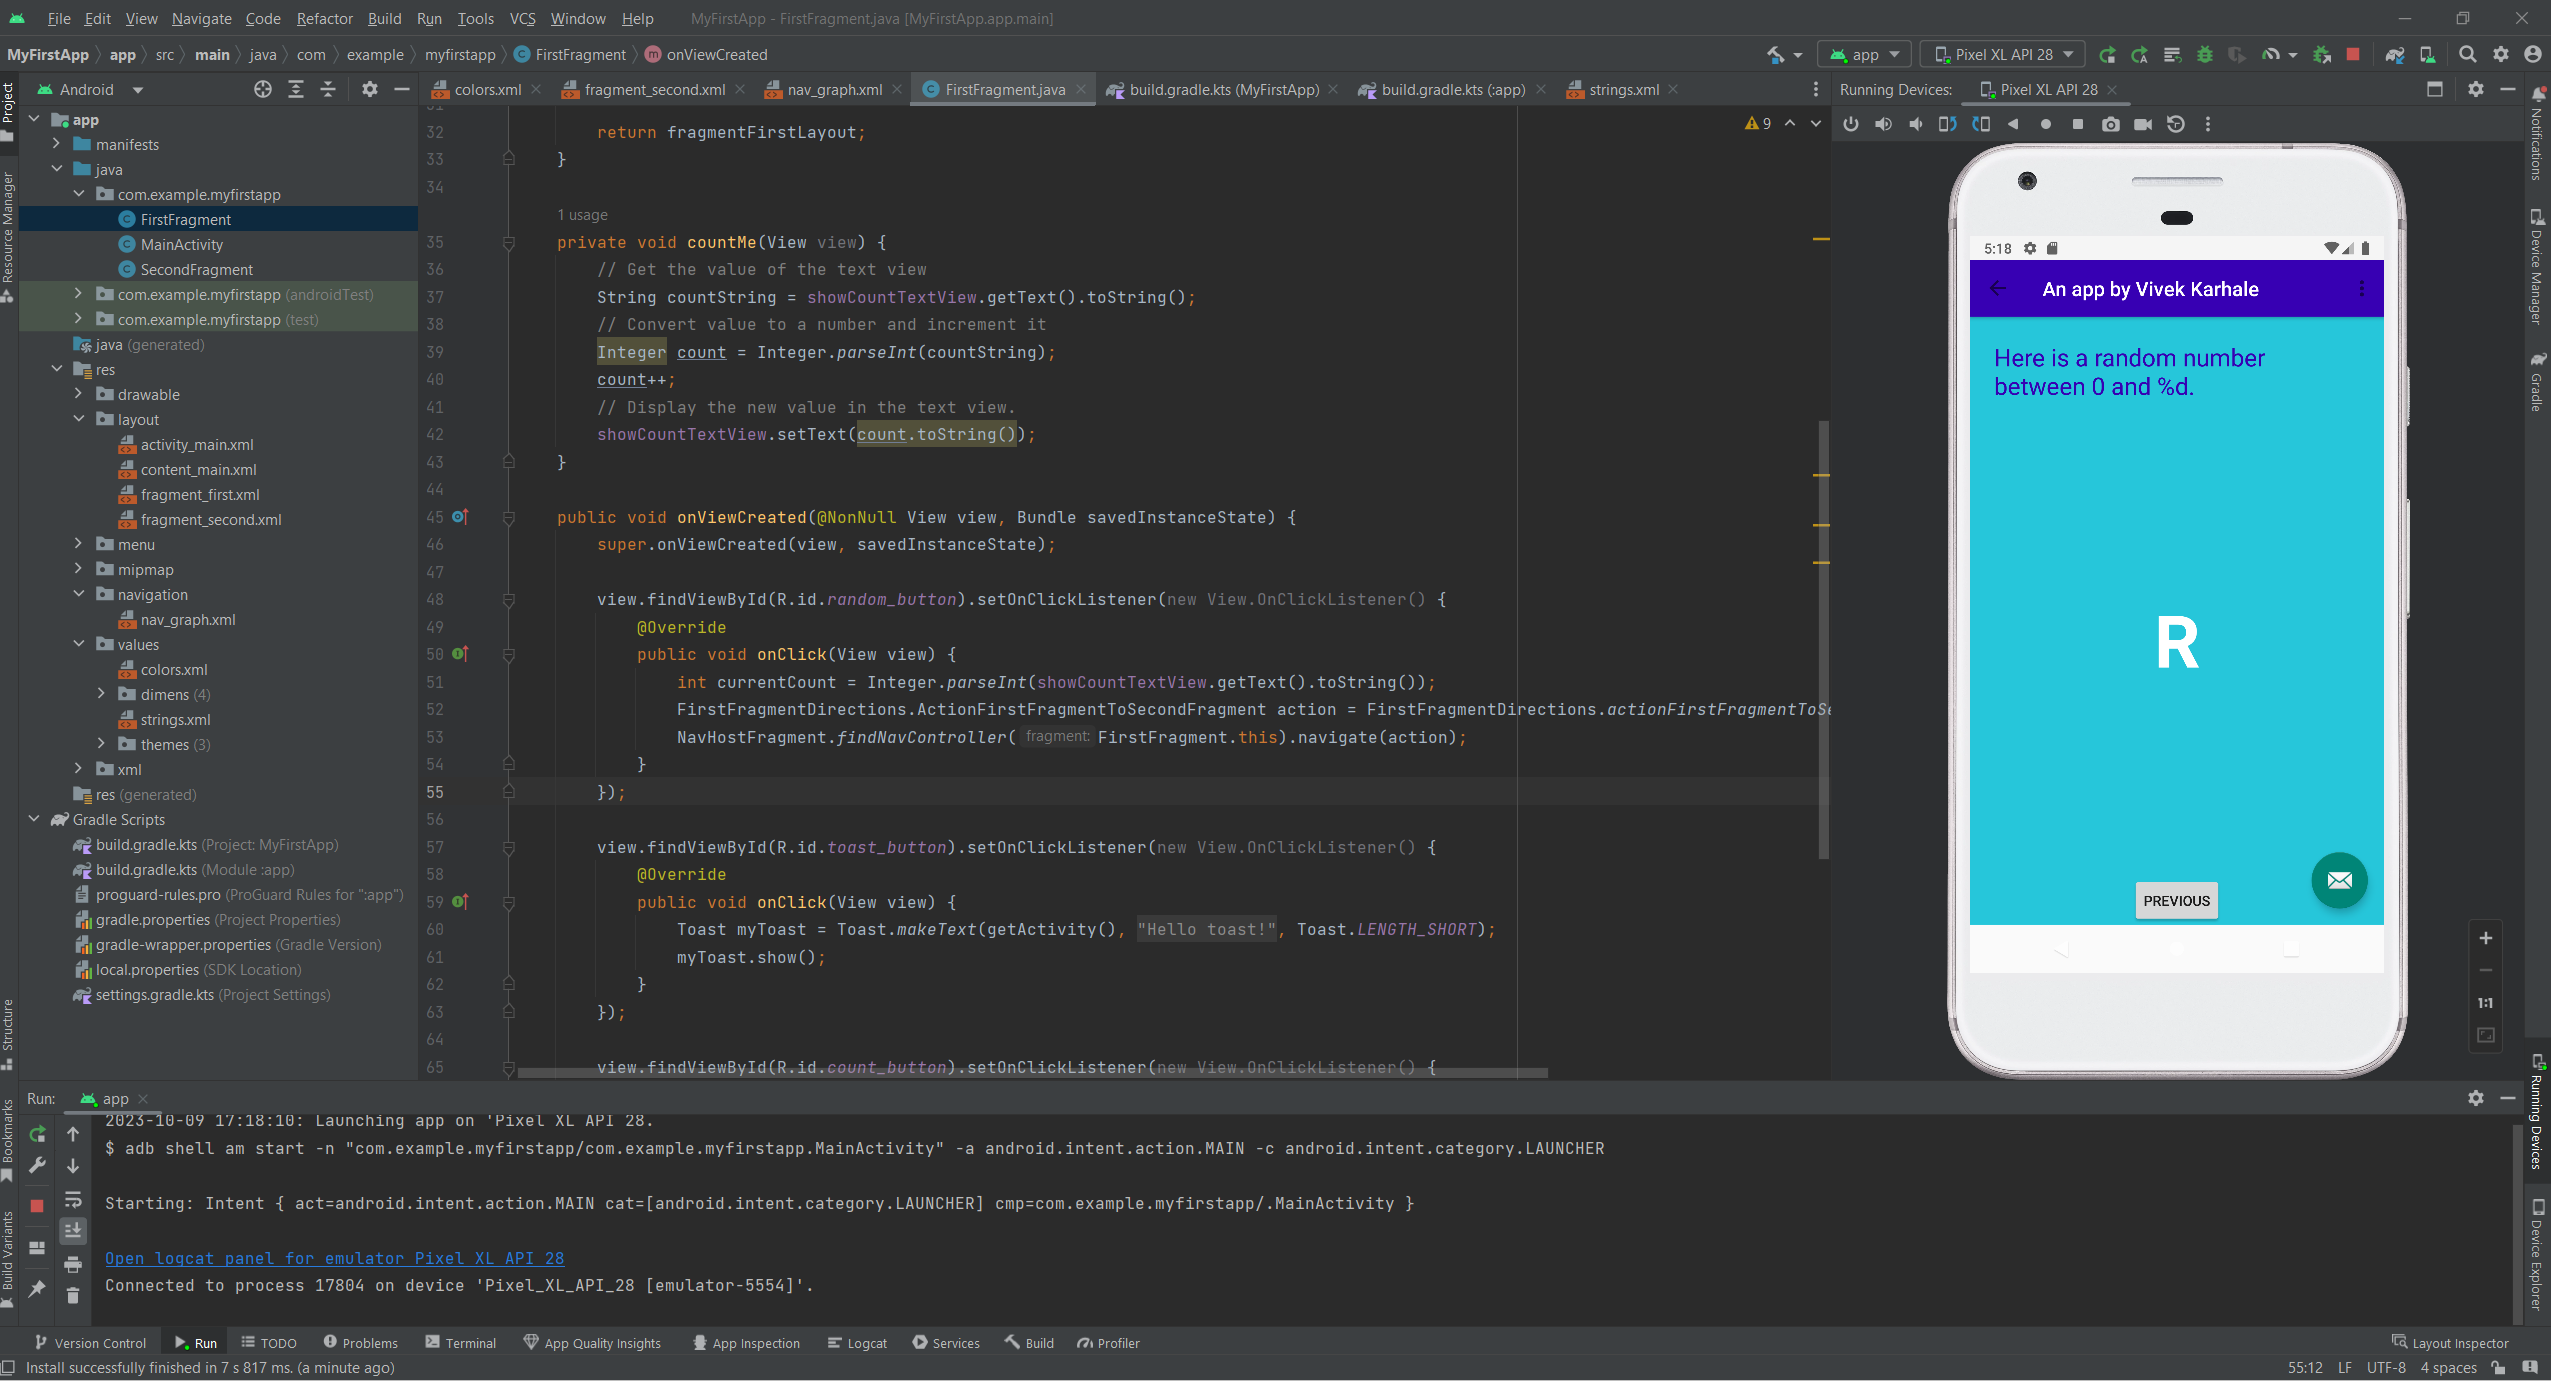 File Edit View Navigate Code Refactor Build Run Tools VCS Window Help MyFirstApp - FirstFragment.java [MyFirstApp.app.main]
MyFirstApp app src main java com example myfirstapp FirstFragment onViewCreated app Pixel XL API 28
Android
colors.xml fragment_second.xml nav_graph.xml FirstFragment.java build.gradle.kts (MyFirstApp) build.gradle.kts (:app) strings.xml
Running Devices: Pixel XL API 28
Project
Resource Manager
Structure
Bookmarks
Build Variants
app
manifests
java
com.example.myfirstapp
FirstFragment
MainActivity
SecondFragment
com.example.myfirstapp (androidTest)
com.example.myfirstapp (test)
java (generated)
res
drawable
layout
activity_main.xml
content_main.xml
fragment_first.xml
fragment_second.xml
menu
mipmap
navigation
nav_graph.xml
values
colors.xml
dimens (4)
strings.xml
themes (3)
xml
res (generated)
Gradle Scripts
build.gradle.kts (Project: MyFirstApp)
build.gradle.kts (Module :app)
proguard-rules.pro (ProGuard Rules for ":app")
gradle.properties (Project Properties)
gradle-wrapper.properties (Gradle Version)
local.properties (SDK Location)
settings.gradle.kts (Project Settings)
9
31
32 return fragmentFirstLayout;
33 }
34
1 usage
35 private void countMe(View view) {
36 // Get the value of the text view
37 String countString = showCountTextView.getText().toString();
38 // Convert value to a number and increment it
39 Integer count = Integer.parseInt(countString);
40 count++;
41 // Display the new value in the text view.
42 showCountTextView.setText(count.toString());
43 }
44
45 public void onViewCreated(@NonNull View view, Bundle savedInstanceState) {
46 super.onViewCreated(view, savedInstanceState);
47
48 view.findViewById(R.id.random_button).setOnClickListener(new View.OnClickListener() {
49 @Override
50 public void onClick(View view) {
51 int currentCount = Integer.parseInt(showCountTextView.getText().toString());
52 FirstFragmentDirections.ActionFirstFragmentToSecondFragment action = FirstFragmentDirections.actionFirstFragmentToSe
53 NavHostFragment.findNavController( fragment: FirstFragment.this).navigate(action);
54 }
55 });
56
57 view.findViewById(R.id.toast_button).setOnClickListener(new View.OnClickListener() {
58 @Override
59 public void onClick(View view) {
60 Toast myToast = Toast.makeText(getActivity(), "Hello toast!", Toast.LENGTH_SHORT);
61 myToast.show();
62 }
63 });
64
65 view.findViewById(R.id.count_button).setOnClickListener(new View.OnClickListener() {
5:18
An app by Vivek Karhale
Here is a random number
between 0 and %d.
R
PREVIOUS
1:1
Notifications
Device Manager
Gradle
Running Devices
Device Explorer
Run: app
2023-10-09 17:18:10: Launching app on 'Pixel XL API 28.
$ adb shell am start -n "com.example.myfirstapp/com.example.myfirstapp.MainActivity" -a android.intent.action.MAIN -c android.intent.category.LAUNCHER
Starting: Intent { act=android.intent.action.MAIN cat=[android.intent.category.LAUNCHER] cmp=com.example.myfirstapp/.MainActivity }
Open logcat panel for emulator Pixel XL API 28
Connected to process 17804 on device 'Pixel_XL_API_28 [emulator-5554]'.
Version Control Run TODO Problems Terminal App Quality Insights App Inspection Logcat Services Build Profiler Layout Inspector
Install successfully finished in 7 s 817 ms. (a minute ago) 55:12 LF UTF-8 4 spaces